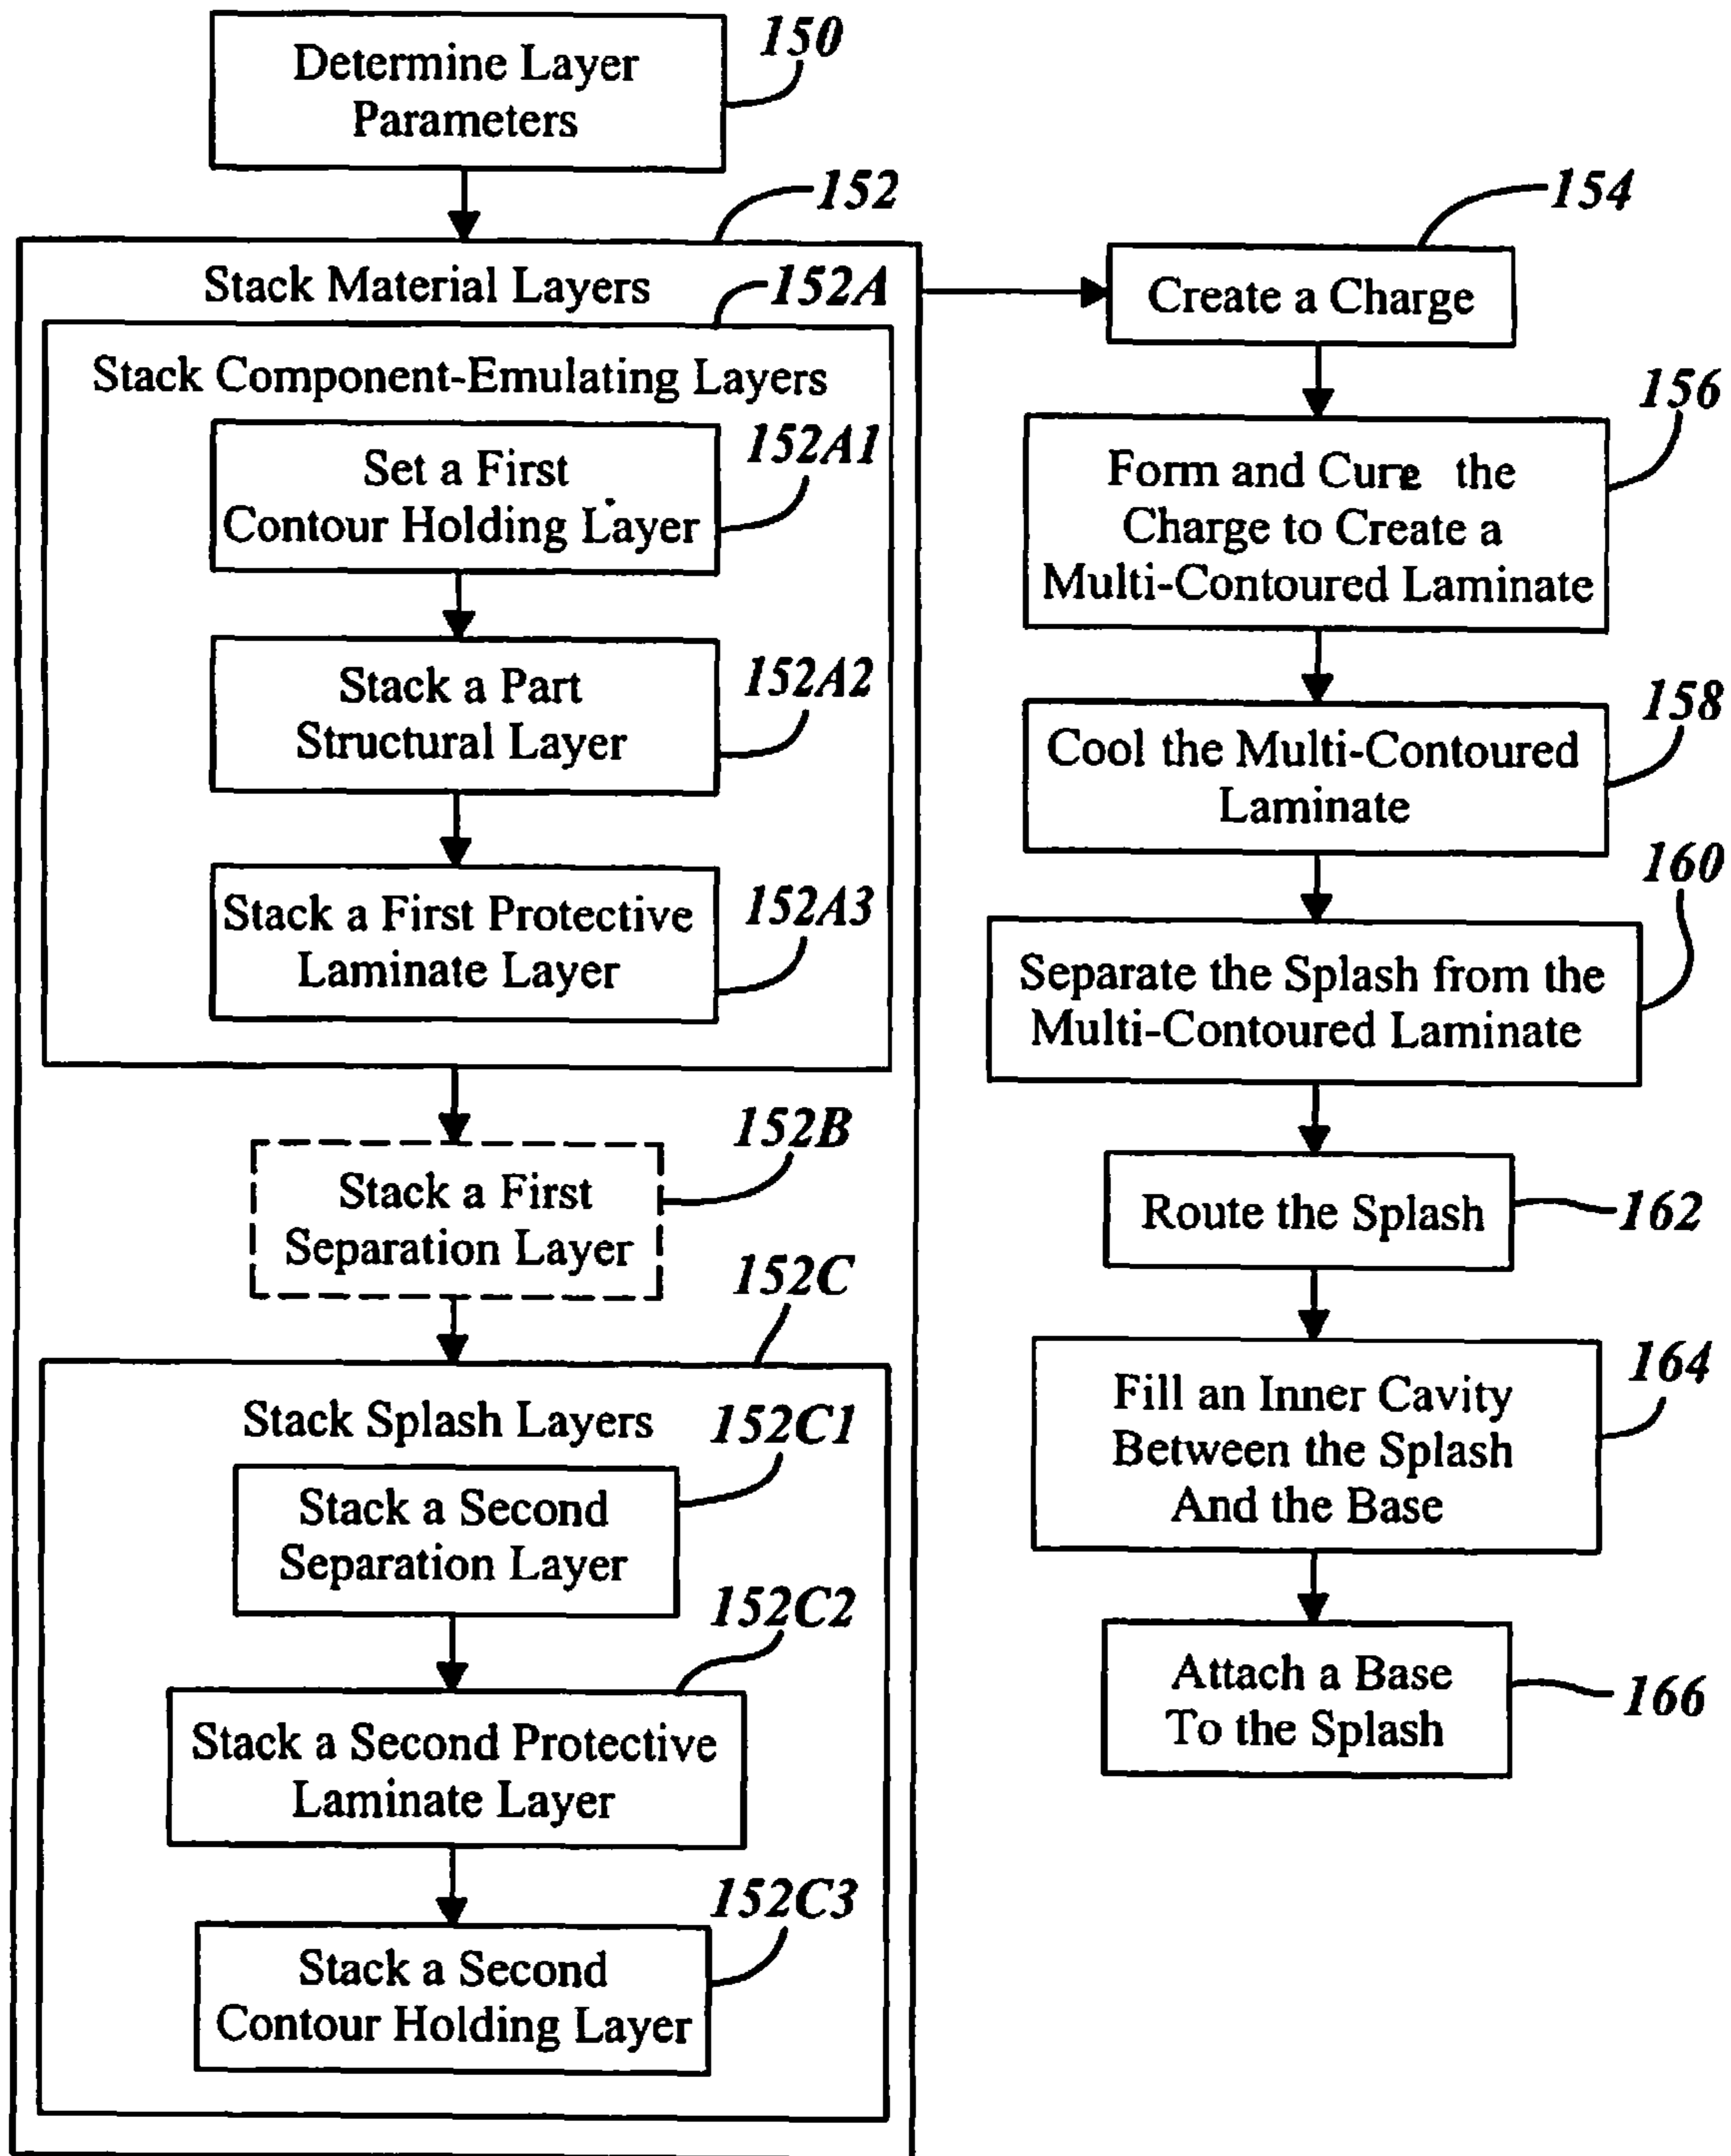 150
Determine Layer
Parameters
152
Stack Material Layers
152A
Stack Component-Emulating Layers
152A1
Set a First
Contour Holding Layer
152A2
Stack a Part
Structural Layer
152A3
Stack a First Protective
Laminate Layer
152B
Stack a First
Separation Layer
152C
Stack Splash Layers
152C1
Stack a Second
Separation Layer
152C2
Stack a Second Protective
Laminate Layer
152C3
Stack a Second
Contour Holding Layer
154
Create a Charge
156
Form and Cure the
Charge to Create a
Multi-Contoured Laminate
158
Cool the Multi-Contoured
Laminate
160
Separate the Splash from the
Multi-Contoured Laminate
Route the Splash
162
164
Fill an Inner Cavity
Between the Splash
And the Base
Attach a Base
To the Splash
166